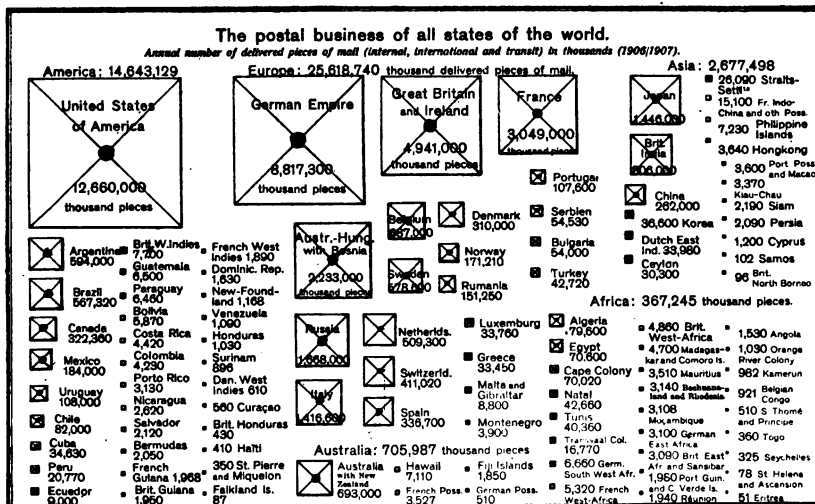 The postal business of all states of the world.
Annual number of delivered pieces of mail (internal, international and transit) in thousands (1906/1907).
America: 14,643,129
United States
of America
12,660,000
thousand pieces
Argentine
594,000
Brazil
567,320
Canada
322,360
Mexico
184,000
Uruguay
108,000
Chile
82,000
Cuba
34,630
Peru
20,770
Ecuedor
9,000
Brit. W. Indies
7,700
Guatemala
6,500
Paraguay
6,460
Bolivia
5,870
Costa Rica
4,420
Colombia
4,230
Porto Rico
3,130
Nicaragua
2,620
Salvador
2,120
Bermudas
2,050
French
Guiana 1,968
Brit. Guiana
1,960
French West
Indies 1,890
Dominic. Rep.
1,630
New-Found-
land 1,168
Venezuela
1,090
Honduras
1,030
Surinam
896
Dan. West
Indies 610
560 Curaçao
Brit. Honduras
430
410 Haïti
350 St. Pierre
and Miquelon
Falkland Is.
87
Europe: 25,618,740 thousand delivered pieces of mail.
German Empire
8,817,300
thousand pieces
Great Britain
and Ireland
4,941,000
thousand pieces
France
3,049,000
thousand pieces
Austr.-Hung.
with Bosnia
2,233,000
thousand pieces
Russia
1,668,000
Italy
1,416,600
Belgium
Sweden
578,600
Denmark
310,000
Norway
171,210
Rumania
151,250
Portugal
107,600
Serbien
54,530
Bulgaria
54,000
Turkey
42,720
Netherlds.
509,300
Switzerld.
411,020
Spain
336,700
Luxemburg
33,760
Greece
33,450
Malta and
Gibraltar
8,800
Montenegro
3,900
Asia: 2,677,498
Japan
1,446,000
Brit.
India
806,000
China
262,000
36,600 Korea
Dutch East
Ind. 33,980
Ceylon
30,300
26,090 Straits-
15,100 Fr. Indo-
China and oth Poss.
7,230 Philippine
Islands
3,640 Hongkong
3,600 Port Poss
and Macao
3,370
Kiau-Chau
2,190 Siam
2,090 Persia
1,200 Cyprus
102 Samos
96 Brit.
North Borneo
Africa: 367,245 thousand pieces.
Algeria
79,500
Egypt
70,600
Cape Colony
70,020
Natal
42,660
Tunis
40,360
Transvaal Col.
16,770
6,660 Germ.
South West Afr.
5,320 French
West-Africa
4,860 Brit.
West-Africa
4,700 Madagas-
kar and Comoro Is.
3,510 Mauritius
3,140 Bechuana-
land and Rhodesia
3,108
Moçambique
3,100 German
East Africa
3,090 Brit East
Afr and Sansibar
1,960 Port Guin.
and C Verde Is.
1,940 Réunion
1,530 Angola
1,030 Orange
River Colony
982 Kamerun
921 Belgian
Congo
510 S Thomé
and Principe
360 Togo
325 Seychelles
78 St Helena
and Ascension
51 Eritrea
Australia: 705,987 thousand pieces
Australia
with New
Zealand
693,000
Hawaii
7,110
French Poss.
3,527
Fiji Islands
1,850
German Poss.
510